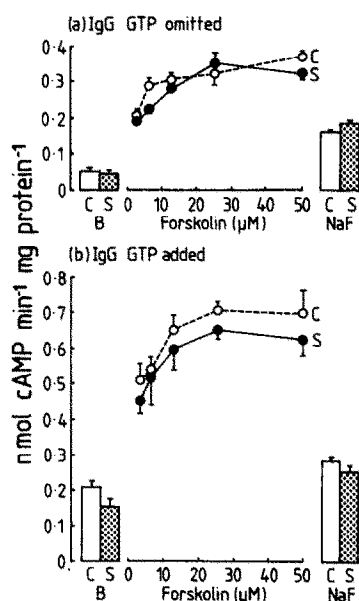 (a) IgG GTP omitted
0·4
0·3
0·2
0·1
0
C
S
C S
B
0 10 20 30 40 50
Forskolin (µM)
C S
NaF
nmol cAMP min⁻¹ mg protein⁻¹
(b) IgG GTP added
0·8
0·7
0·6
0·5
0·4
0·3
0·2
0·1
0
C
S
C S
B
0 10 20 30 40 50
Forskolin (µM)
C S
NaF